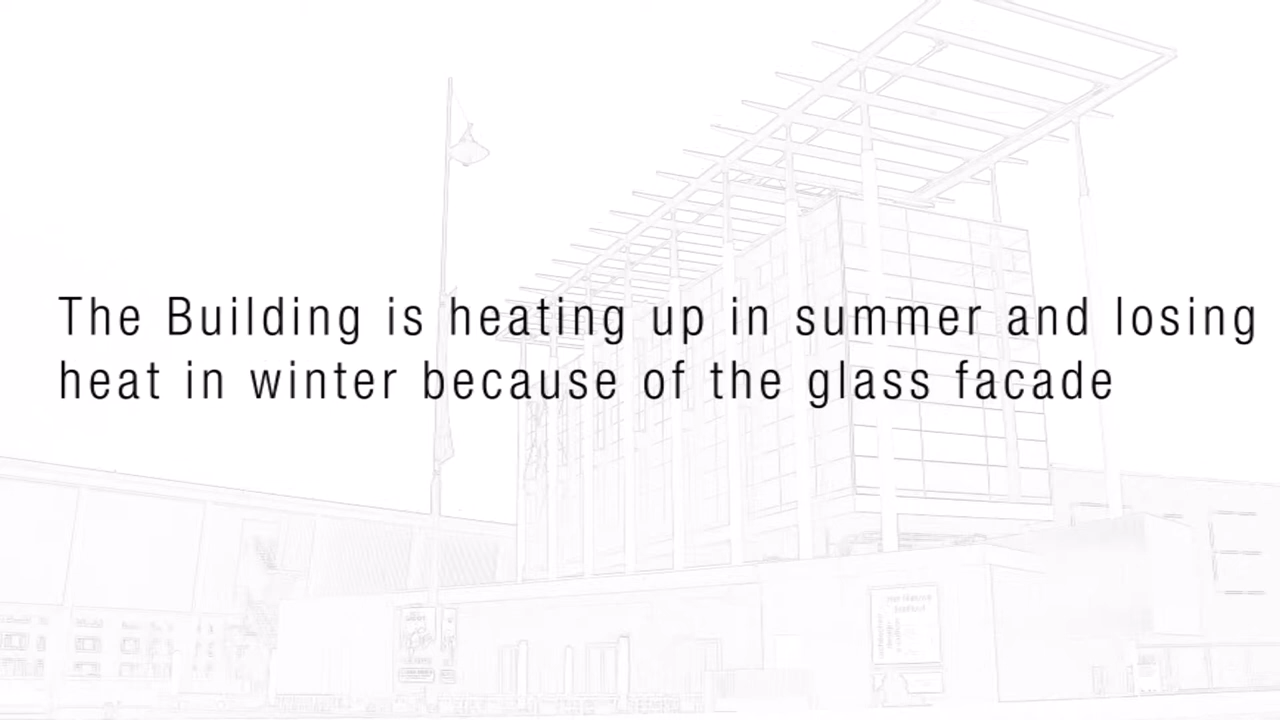 The Building is heating up in summer and losing
heat in winter because of the glass facade